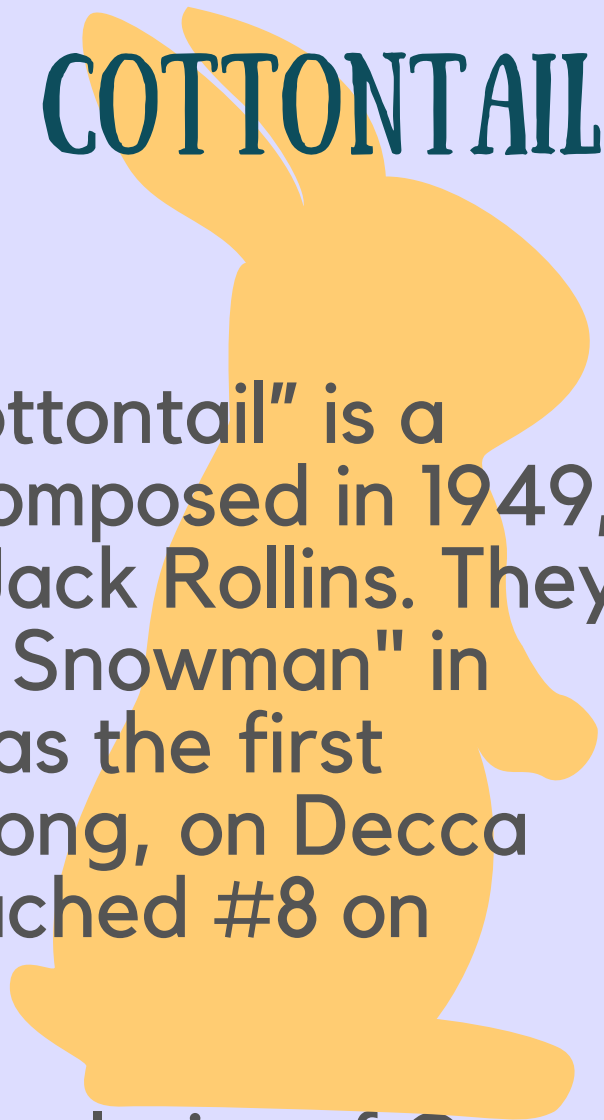 COTTONTAIL
ottontail” is a
omposed in 1949,
Jack Rollins. They
Snowman" in
as the first
ong, on Decca
ched #8 on